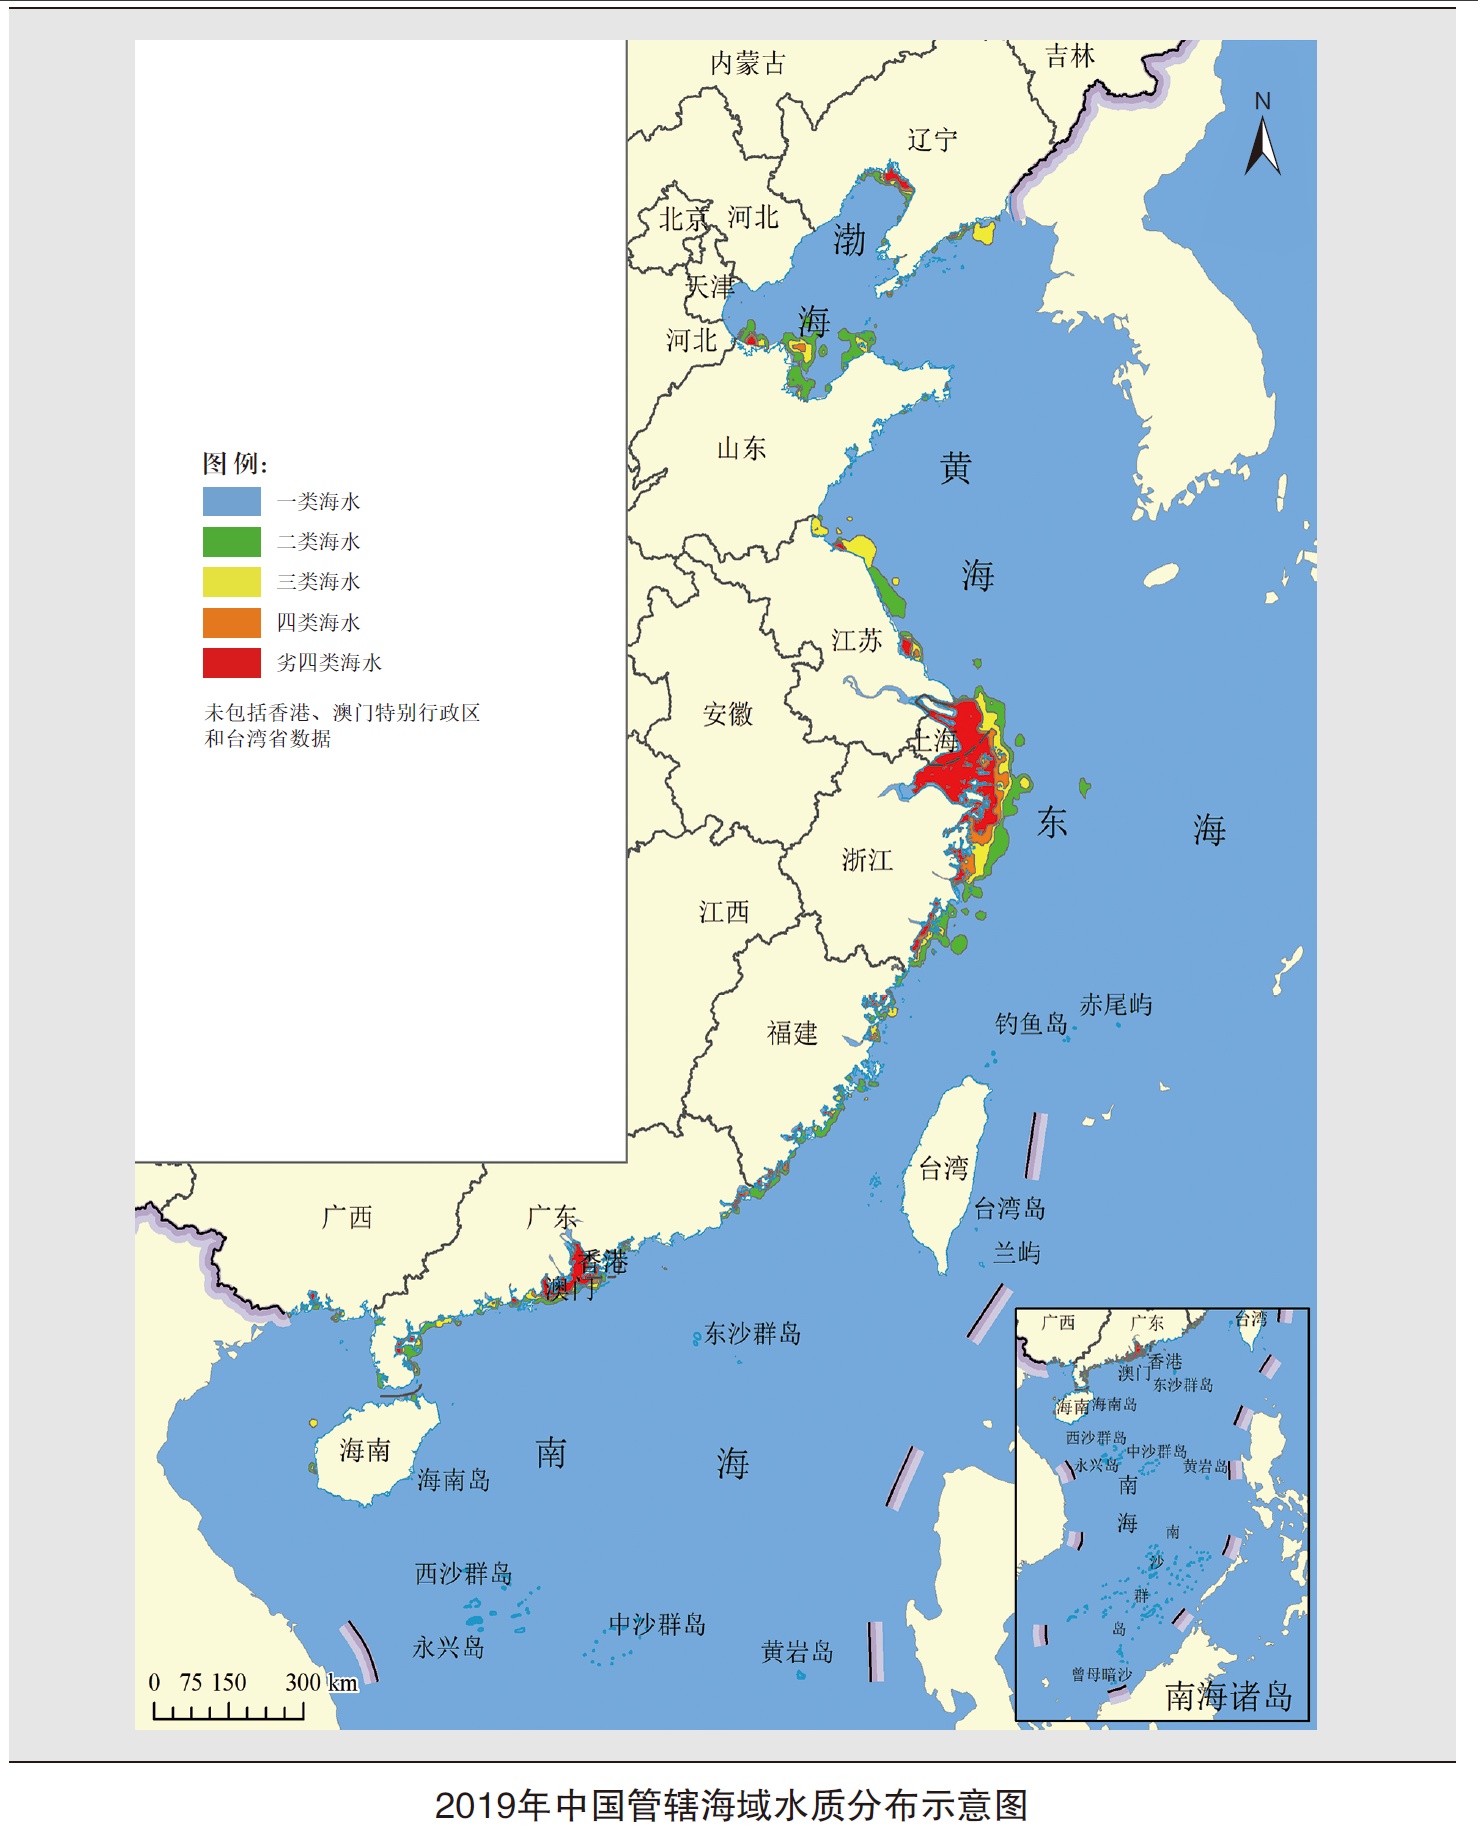 内蒙古
吉林
N
辽宁
北京
河北
渤
天津
海
河北
山东
黄
图例:
一类海水
二类海水
三类海水
四类海水
劣四类海水
未包括香港、澳门特别行政区
和台湾省数据
海
江苏
安徽
上海
东
海
浙江
江西
赤尾屿
钓鱼岛
福建
台湾
台湾岛
兰屿
广西
广东
香港
澳门
东沙群岛
海南
海南岛
南
海
西沙群岛
永兴岛
中沙群岛
黄岩岛
0 75 150 300 km
广西
广东
台湾
香港
澳门
东沙群岛
海南
海南岛
西沙群岛
中沙群岛
永兴岛
黄岩岛
南
海
南
沙
群
岛
曾母暗沙
南海诸岛
2019年中国管辖海域水质分布示意图